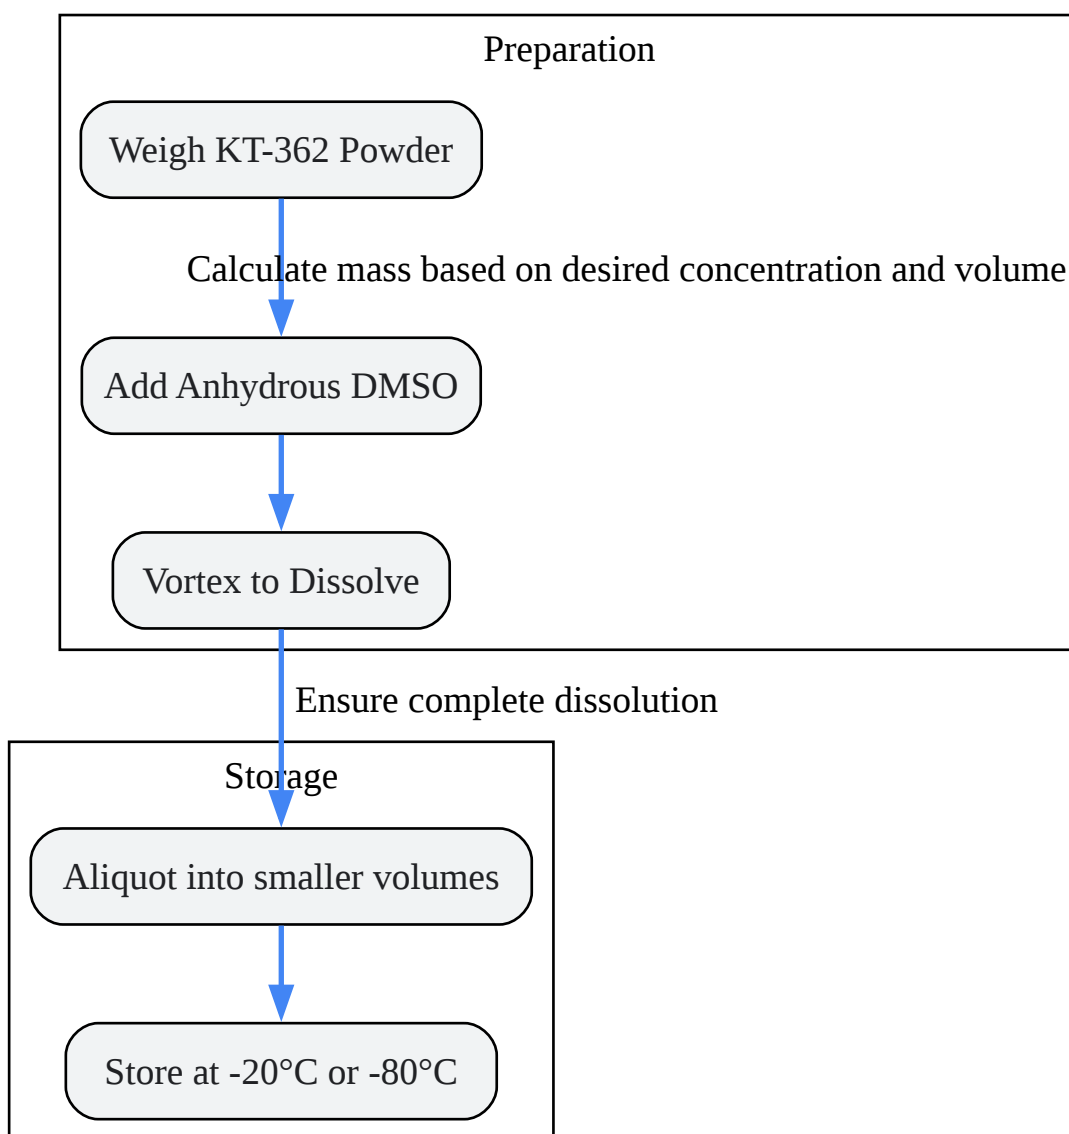 Preparation
Weigh KT-362 Powder
Calculate mass based on desired concentration and volume
Add Anhydrous DMSO
Vortex to Dissolve
Ensure complete dissolution
Storage
Aliquot into smaller volumes
Store at -20°C or -80°C